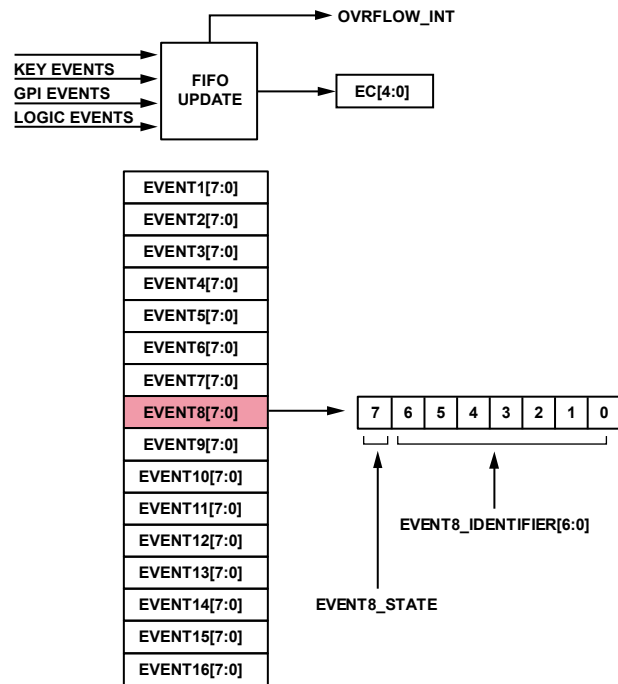 OVRFLOW_INT
KEY EVENTS
GPI EVENTS
LOGIC EVENTS
FIFO
UPDATE
EC[4:0]
EVENT1[7:0]
EVENT2[7:0]
EVENT3[7:0]
EVENT4[7:0]
EVENT5[7:0]
EVENT6[7:0]
EVENT7[7:0]
EVENT8[7:0]
7 6 5 4 3 2 1 0
EVENT9[7:0]
EVENT10[7:0]
EVENT11[7:0]
EVENT8_IDENTIFIER[6:0]
EVENT12[7:0]
EVENT13[7:0]
EVENT14[7:0]
EVENT8_STATE
EVENT15[7:0]
EVENT16[7:0]